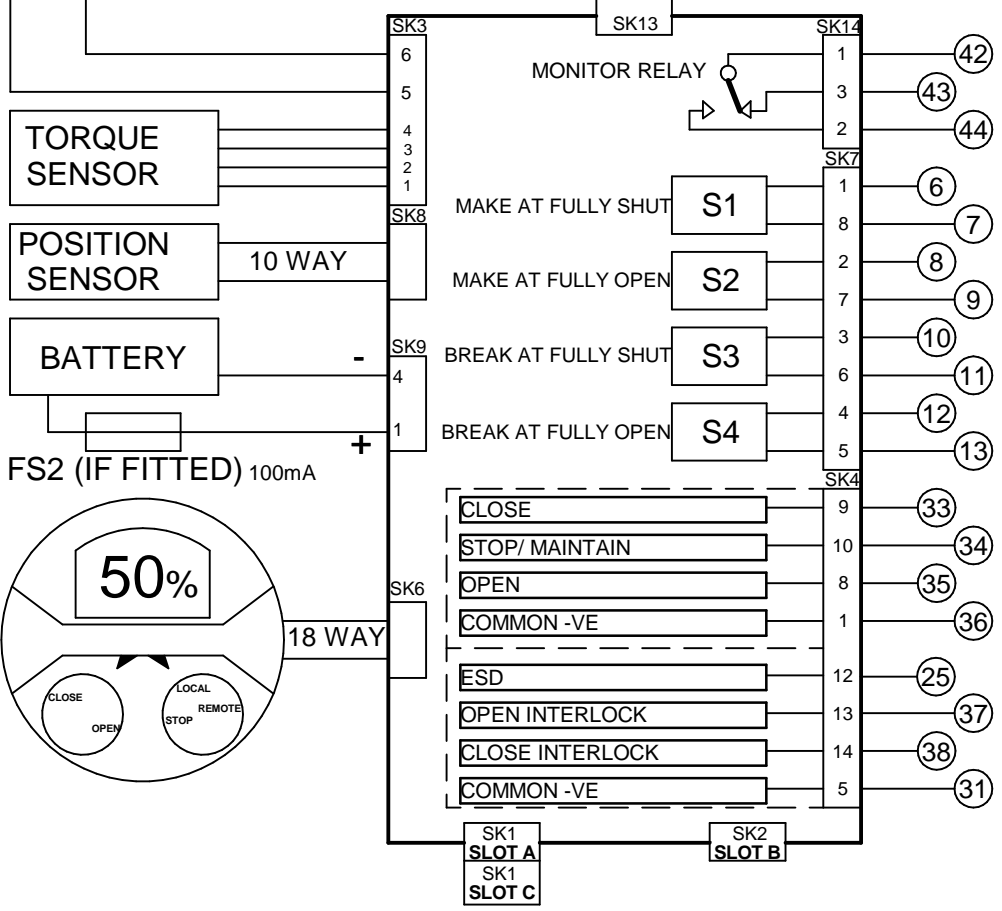 SK13
SK3
6
5
4
3
2
1
TORQUE
SENSOR
SK8
POSITION
SENSOR
10 WAY
BATTERY
-
SK9
4
1
+
FS2 (IF FITTED) 100mA
50%
CLOSE
OPEN
LOCAL
REMOTE
STOP
18 WAY
SK6
MONITOR RELAY
SK14
1
42
3
43
2
44
SK7
MAKE AT FULLY SHUT
S1
1
6
8
7
MAKE AT FULLY OPEN
S2
2
8
7
9
BREAK AT FULLY SHUT
S3
3
10
6
11
BREAK AT FULLY OPEN
S4
4
12
5
13
SK4
CLOSE
9
33
STOP/ MAINTAIN
10
34
OPEN
8
35
COMMON -VE
1
36
ESD
12
25
OPEN INTERLOCK
13
37
CLOSE INTERLOCK
14
38
COMMON -VE
5
31
SK1
SLOT A
SK1
SLOT C
SK2
SLOT B